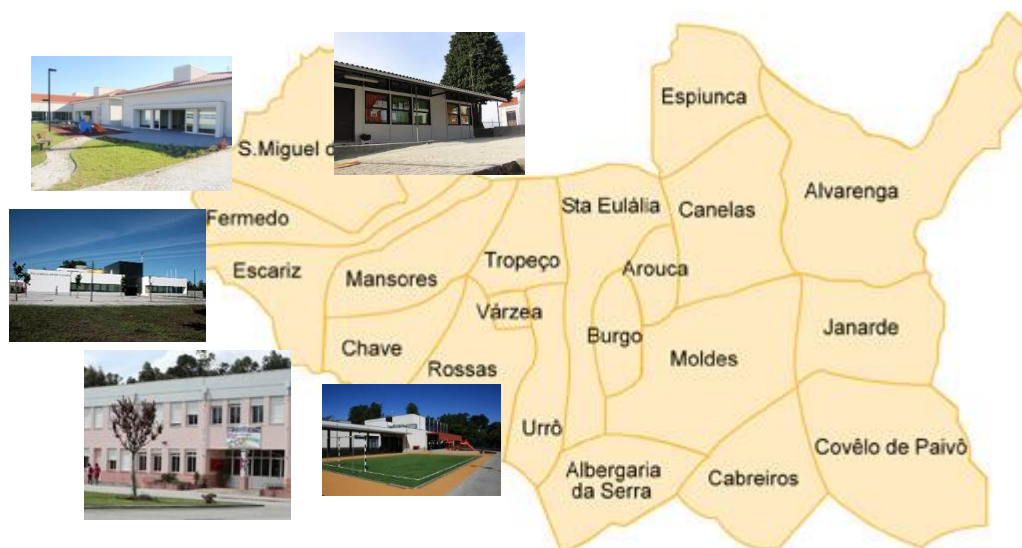 Espiunca
S.Miguel d
Alvarenga
Sta Eulália
Canelas
Fermedo
Escariz
Mansores
Tropeço
Arouca
Várzea
Burgo
Janarde
Chave
Rossas
Moldes
Urrô
Covêlo de Paivô
Albergaria
da Serra
Cabreiros